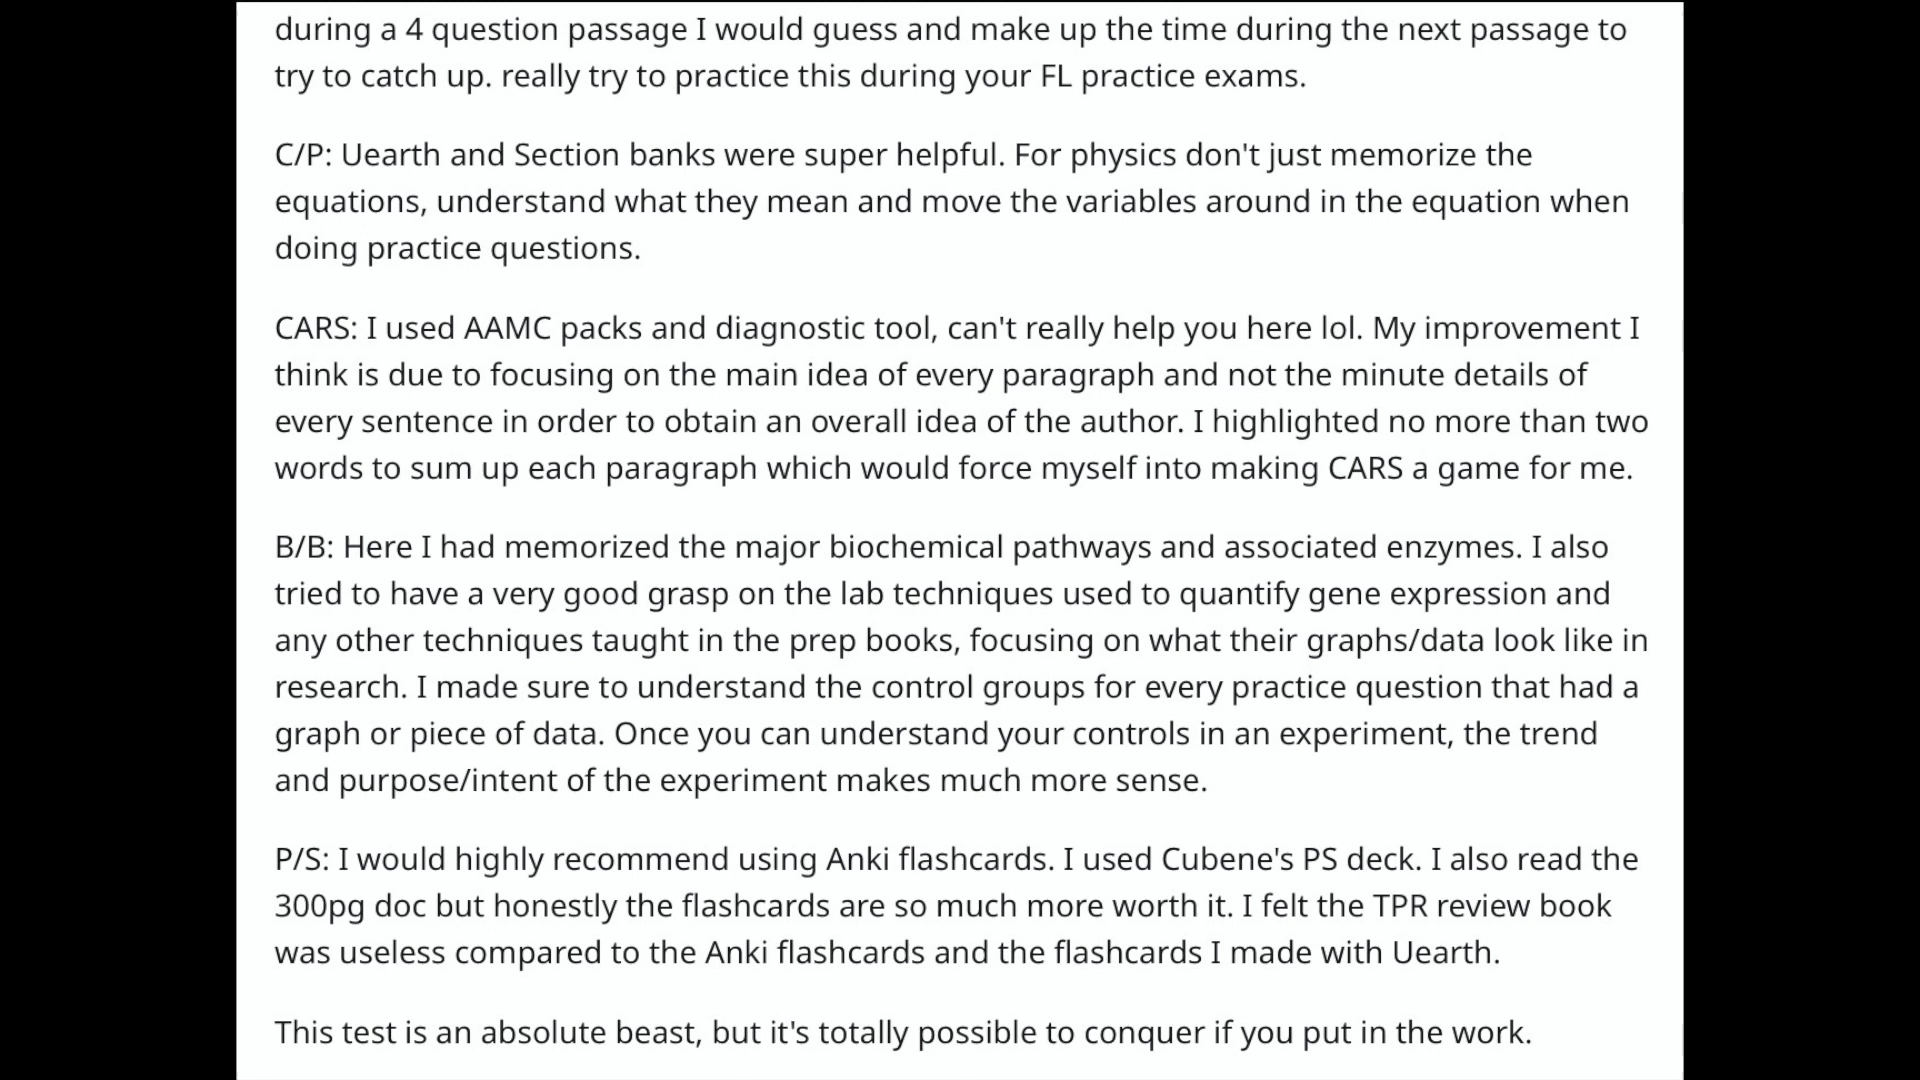 during a 4 question passage I would guess and make up the time during the next passage to
try to catch up. really try to practice this during your FL practice exams.
C/P: Uearth and Section banks were super helpful. For physics don't just memorize the
equations, understand what they mean and move the variables around in the equation when
doing practice questions.
CARS: I used AAMC packs and diagnostic tool, can't really help you here lol. My improvement I
think is due to focusing on the main idea of every paragraph and not the minute details of
every sentence in order to obtain an overall idea of the author. I highlighted no more than two
words to sum up each paragraph which would force myself into making CARS a game for me.
B/B: Here I had memorized the major biochemical pathways and associated enzymes. I also
tried to have a very good grasp on the lab techniques used to quantify gene expression and
any other techniques taught in the prep books, focusing on what their graphs/data look like in
research. I made sure to understand the control groups for every practice question that had a
graph or piece of data. Once you can understand your controls in an experiment, the trend
and purpose/intent of the experiment makes much more sense.
P/S: I would highly recommend using Anki flashcards. I used Cubene's PS deck. I also read the
300pg doc but honestly the flashcards are so much more worth it. I felt the TPR review book
was useless compared to the Anki flashcards and the flashcards I made with Uearth.
This test is an absolute beast, but it's totally possible to conquer if you put in the work.